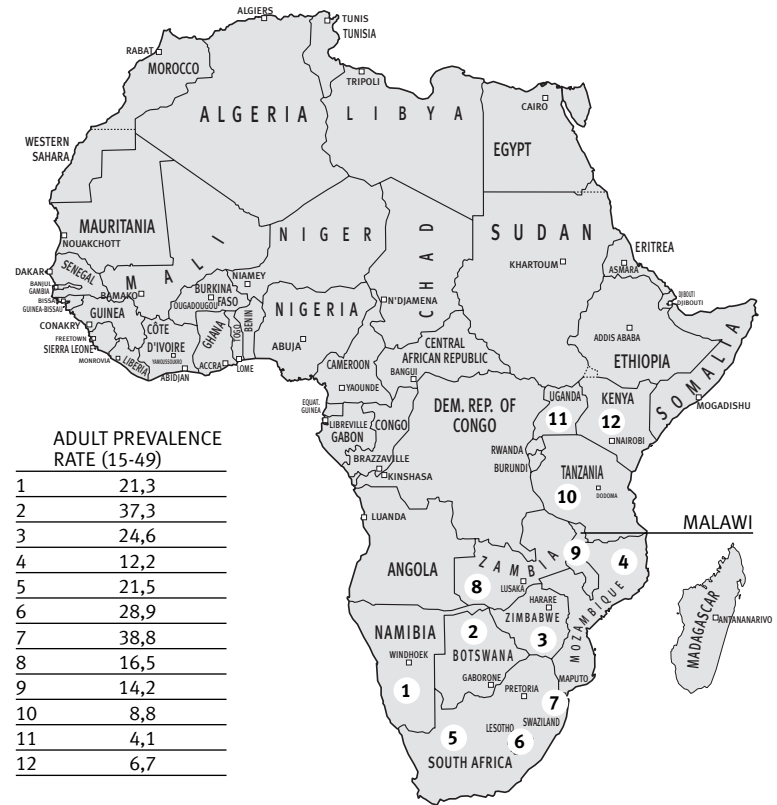 ALGIERS
TUNIS
TUNISIA
RABAT
MOROCCO
TRIPOLI
ALGERIA
LIBYA
CAIRO
EGYPT
WESTERN
SAHARA
MAURITANIA
NOUAKCHOTT
MALI
NIGER
CHAD
SUDAN
KHARTOUM
ERITREA
ASMARA
DAKAR
SENEGAL
BANJUL
GAMBIA
BISSAU
GUINEA-BISSAU
BAMAKO
NIAMEY
BURKINA
FASO
OUGADOUGOU
N'DJAMENA
DJIBOUTI
DJIBOUTI
GUINEA
CONAKRY
FREETOWN
SIERRA LEONE
MONROVIA
LIBERIA
CÔTE
D'IVOIRE
YAMOUSSOUKRO
ABIDJAN
GHANA
ACCRA
TOGO
LOME
BENIN
NIGERIA
ABUJA
CAMEROON
YAOUNDE
CENTRAL
AFRICAN REPUBLIC
BANGUI
ADDIS ABABA
ETHIOPIA
SOMALIA
MOGADISHU
EQUAT.
GUINEA
LIBREVILLE
GABON
CONGO
BRAZZAVILLE
KINSHASA
DEM. REP. OF
CONGO
UGANDA
11
KENYA
12
NAIROBI
RWANDA
BURUNDI
TANZANIA
10
DODOMA
LUANDA
ANGOLA
ZAMBIA
8
LUSAKA
9
MALAWI
4
MOZAMBIQUE
HARARE
ZIMBABWE
3
NAMIBIA
WINDHOEK
1
2
BOTSWANA
GABORONE
PRETORIA
MAPUTO
7
SWAZILAND
LESOTHO
6
5
SOUTH AFRICA
MADAGASCAR
ANTANANARIVO
ADULT PREVALENCE
RATE (15-49)
1 21,3
2 37,3
3 24,6
4 12,2
5 21,5
6 28,9
7 38,8
8 16,5
9 14,2
10 8,8
11 4,1
12 6,7